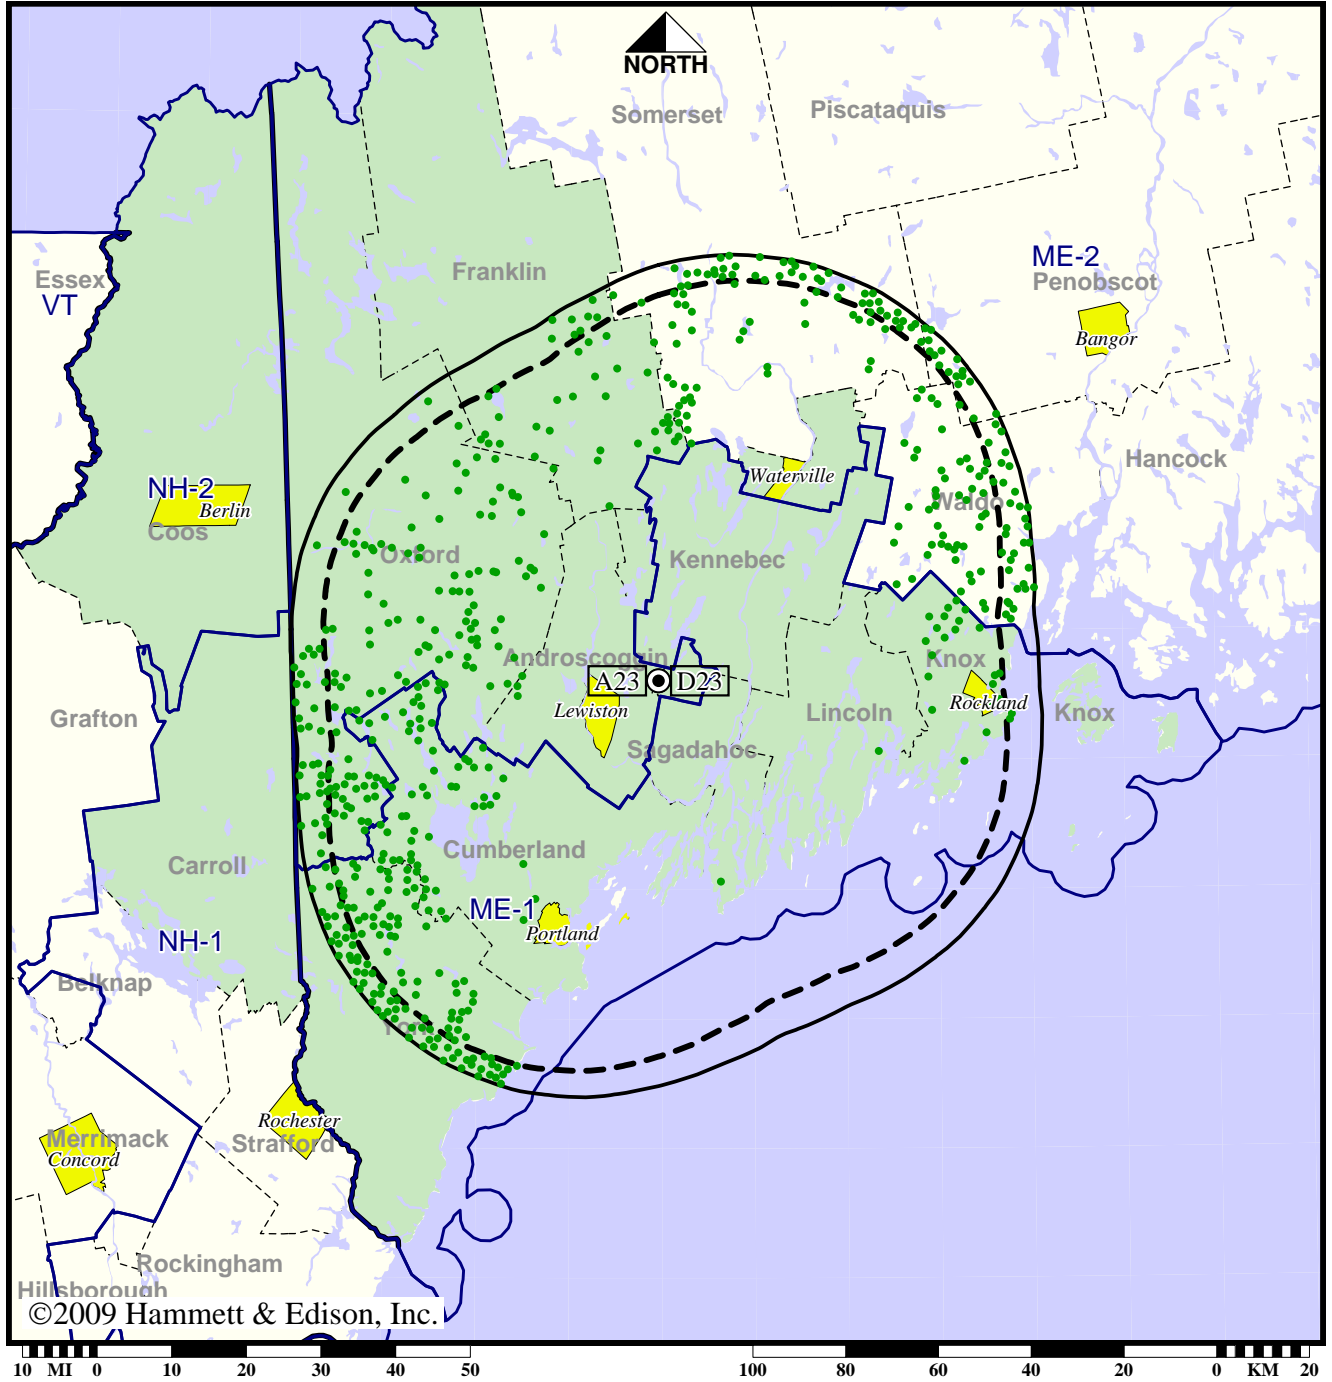 NORTH
Somerset
Piscataquis
Franklin
ME-2
Penobscot
Essex
VT
Bangor
Hancock
NH-2
Berlin
Coos
Waterville
Waldo
Oxford
Kennebec
Androscoggin
Knox
A23
D23
Lewiston
Rockland
Grafton
Lincoln
Knox
Sagadahoc
Carroll
Cumberland
ME-1
Portland
NH-1
Belknap
York
Rochester
Merrimack
Strafford
Concord
Rockingham
Hillsborough
©2009 Hammett & Edison, Inc.
10 MI 0 10 20 30 40 50 100 80 60 40 20 0 KM 20